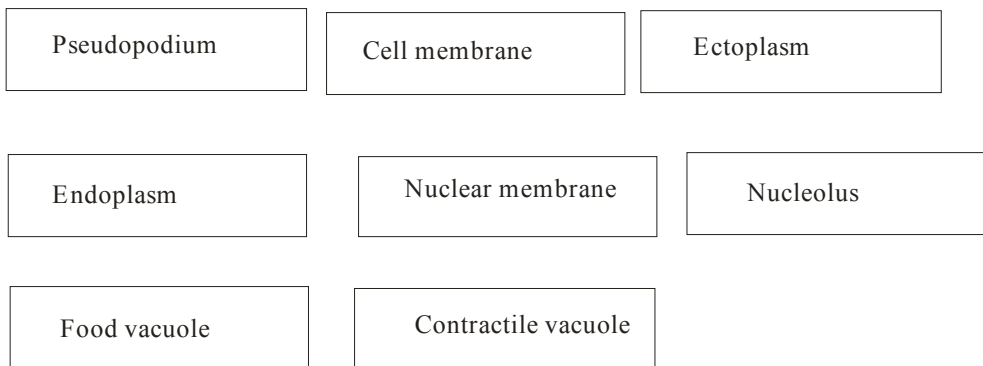 Pseudopodium
Cell membrane
Ectoplasm
Endoplasm
Nuclear membrane
Nucleolus
Food vacuole
Contractile vacuole